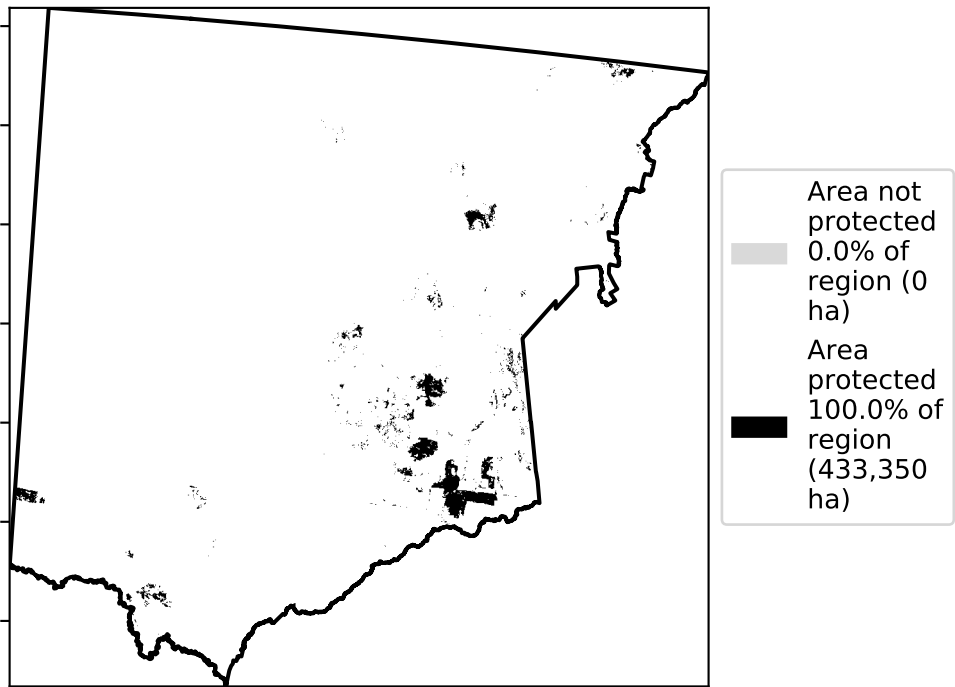 Area not
protected
0.0% of
region (0
ha)
Area
protected
100.0% of
region
(433,350
ha)